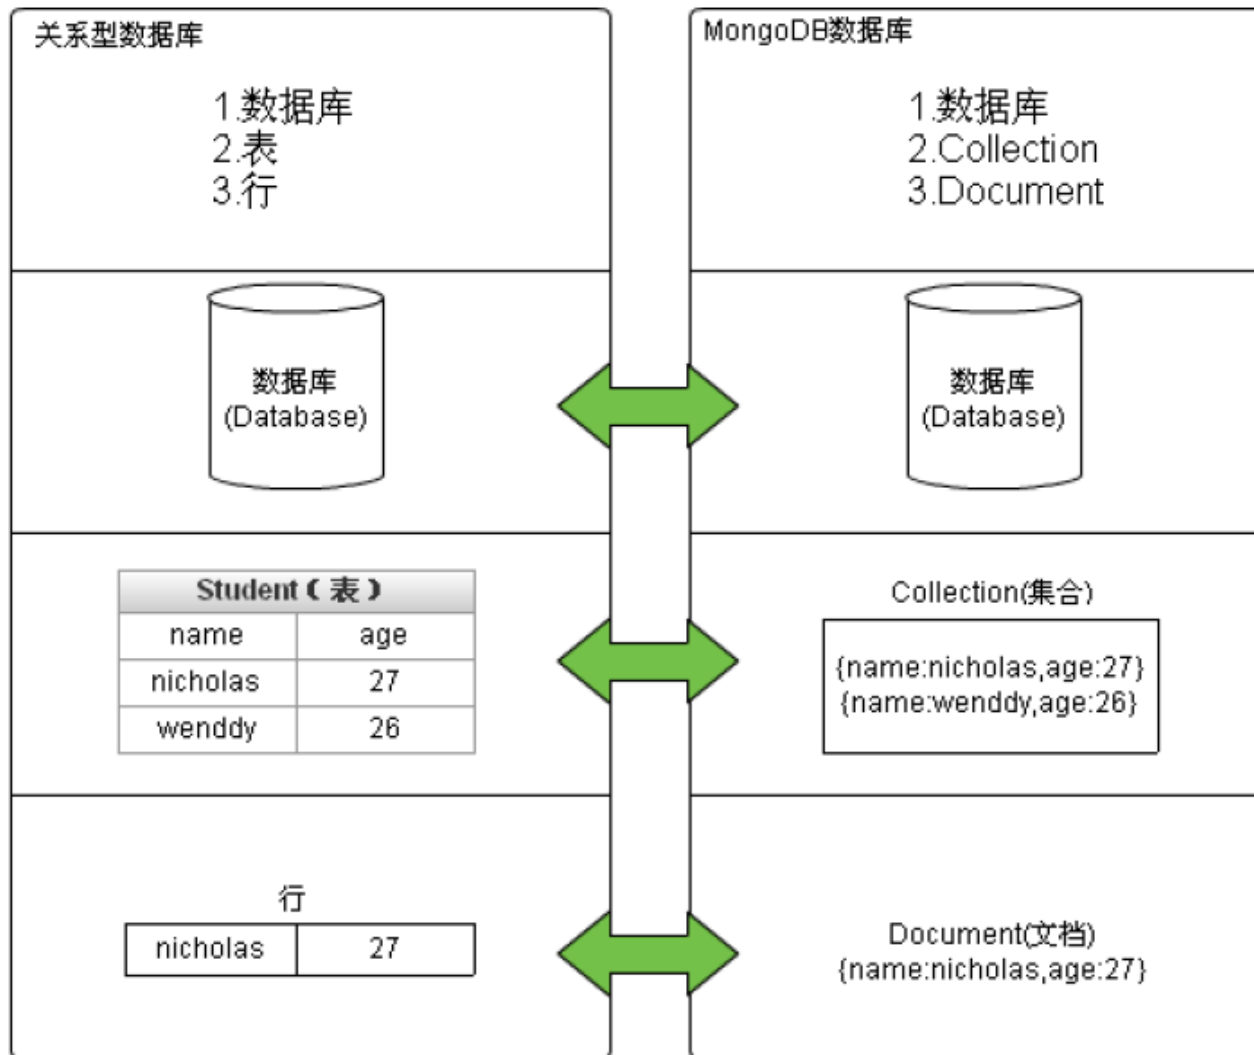 关系型数据库
1.数据库
2.表
3.行
数据库
(Database)
Student（表）
name age
nicholas 27
wenddy 26
行
nicholas 27
MongoDB数据库
1.数据库
2.Collection
3.Document
数据库
(Database)
Collection(集合)
{name:nicholas,age:27}
{name:wenddy,age:26}
Document(文档)
{name:nicholas,age:27}